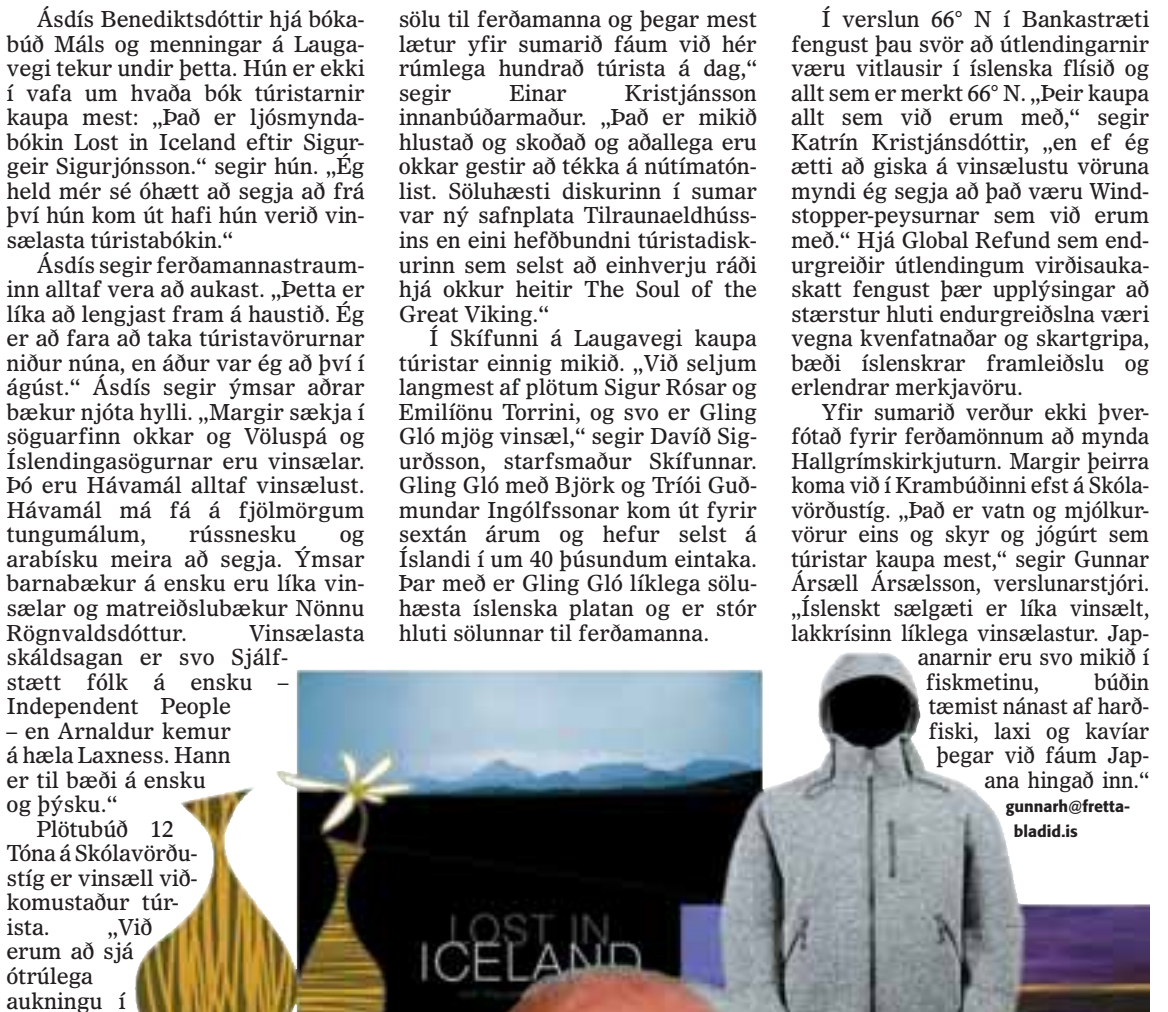 Ásdís Benediktsdóttir hjá bóka-
búð Máls og menningar á Lauga-
vegi tekur undir þetta. Hún er ekki
í vafa um hvaða bók túristarnir
kaupa mest: „Það er ljósmynda-
bókin Lost in Iceland eftir Sigur-
geir Sigurjónsson.“ segir hún. „Ég
held mér sé óhætt að segja að frá
því hún kom út hafi hún verið vin-
sælasta túristabókin.“
Ásdís segir ferðamannastraum-
inn alltaf vera að aukast. „Þetta er
líka að lengjast fram á haustið. Ég
er að fara að taka túristavörurnar
niður núna, en áður var ég að því í
ágúst.“ Ásdís segir ýmsar aðrar
bækur njóta hylli. „Margir sækja í
söguarfinn okkar og Völuspá og
Íslendingasögurnar eru vinsælar.
Þó eru Hávamál alltaf vinsælust.
Hávamál má fá á fjölmörgum
tungumálum, rússnesku og
arabísku meira að segja. Ýmsar
barnabækur á ensku eru líka vin-
sælar og matreiðslubækur Nönnu
Rögnvaldsdóttur. Vinsælasta
skáldsagan er svo Sjálf-
stætt fólk á ensku –
Independent People
– en Arnaldur kemur
á hæla Laxness. Hann
er til bæði á ensku
og þýsku.“
Plötubúð 12
Tóna á Skólavörðu-
stíg er vinsæll við-
komustaður túr-
ista. „Við
erum að sjá
ótrúlega
aukningu í
sölu til ferðamanna og þegar mest
lætur yfir sumarið fáum við hér
rúmlega hundrað túrista á dag,“
segir Einar Kristjánsson
innanbúðarmaður. „Það er mikið
hlustað og skoðað og aðallega eru
okkar gestir að tékka á nútímatón-
list. Söluhæsti diskurinn í sumar
var ný safnplata Tilraunaeldhúss-
ins en eini hefðbundni túristadisk-
urinn sem selst að einhverju ráði
hjá okkur heitir The Soul of the
Great Viking.“
Í Skífunni á Laugavegi kaupa
túristar einnig mikið. „Við seljum
langmest af plötum Sigur Rósar og
Emilíönu Torrini, og svo er Gling
Gló mjög vinsæl,“ segir Davíð Sig-
urðsson, starfsmaður Skífunnar.
Gling Gló með Björk og Tríói Guð-
mundar Ingólfssonar kom út fyrir
sextán árum og hefur selst á
Íslandi í um 40 þúsundum eintaka.
Þar með er Gling Gló líklega sölu-
hæsta íslenska platan og er stór
hluti sölunnar til ferðamanna.
Í verslun 66° N í Bankastræti
fengust þau svör að útlendingarnir
væru vitlausir í íslenska flísið og
allt sem er merkt 66° N. „Þeir kaupa
allt sem við erum með,“ segir
Katrín Kristjánsdóttir, „en ef ég
ætti að giska á vinsælustu vöruna
myndi ég segja að það væru Wind-
stopper-peysurnar sem við erum
með.“ Hjá Global Refund sem end-
urgreiðir útlendingum virðisauka-
skatt fengust þær upplýsingar að
stærstur hluti endurgreiðslna væri
vegna kvenfatnaðar og skartgripa,
bæði íslenskrar framleiðslu og
erlendrar merkjavöru.
Yfir sumarið verður ekki þver-
fótað fyrir ferðamönnum að mynda
Hallgrímskirkjuturn. Margir þeirra
koma við í Krambúðinni efst á Skóla-
vörðustíg. „Það er vatn og mjólkur-
vörur eins og skyr og jógúrt sem
túristar kaupa mest,“ segir Gunnar
Ársæll Ársælsson, verslunarstjóri.
„Íslenskt sælgæti er líka vinsælt,
lakkrísinn líklega vinsælastur. Jap-
anarnir eru svo mikið í
fiskmetinu, búðin
tæmist nánast af harð-
fiski, laxi og kavíar
þegar við fáum Jap-
ana hingað inn.“
gunnarh@fretta-
bladid.is
LOST IN
ICELAND